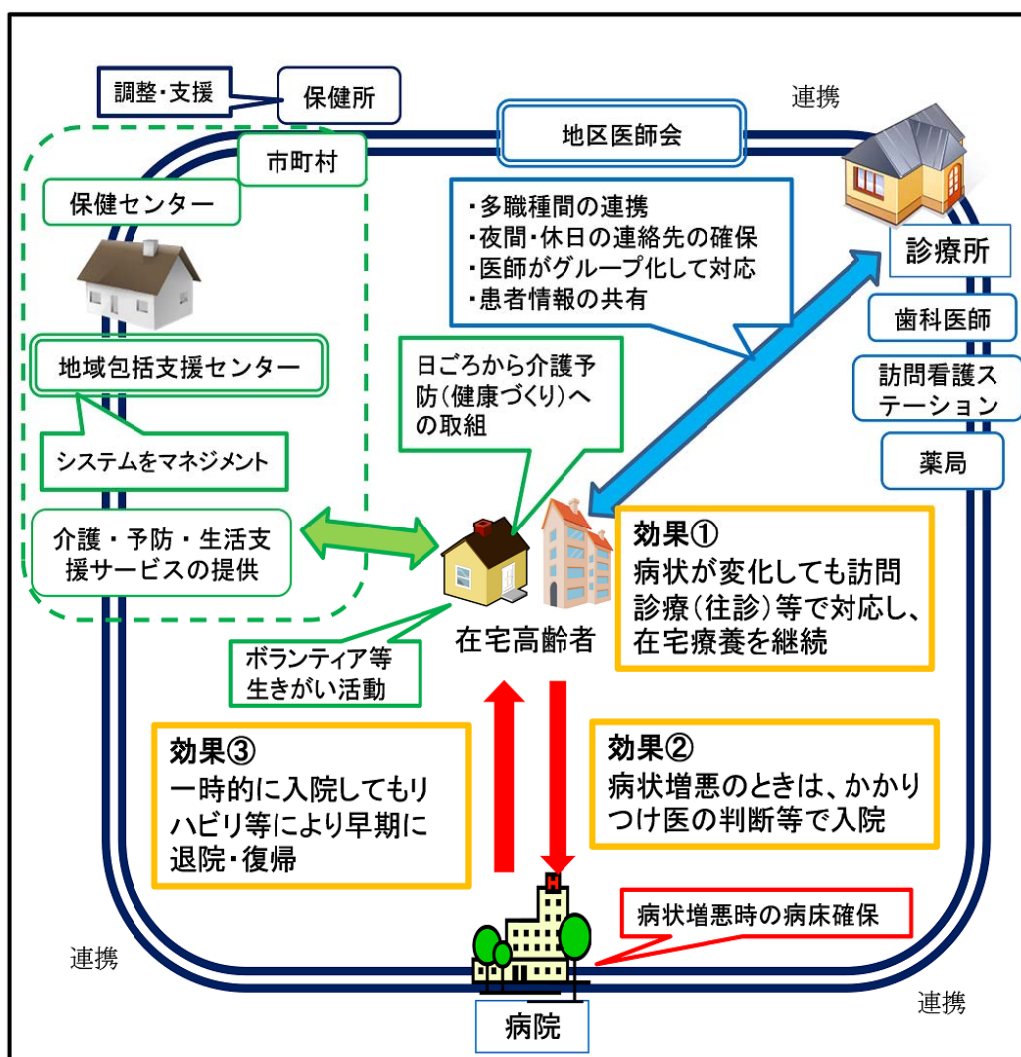 調整・支援
保健所
連携
市町村
地区医師会
保健センター
・多職種間の連携
・夜間・休日の連絡先の確保
・医師がグループ化して対応
・患者情報の共有
診療所
歯科医師
訪問看護ス
テーション
薬局
地域包括支援センター
システムをマネジメント
日ごろから介護予
防(健康づくり)へ
の取組
介護・予防・生活支
援サービスの提供
在宅高齢者
ボランティア等
生きがい活動
効果①
病状が変化しても訪問
診療(往診)等で対応し、
在宅療養を継続
効果③
一時的に入院してもリ
ハビリ等により早期に
退院・復帰
効果②
病状増悪のときは、かかり
つけ医の判断等で入院
H
病状増悪時の病床確保
連携
連携
病院